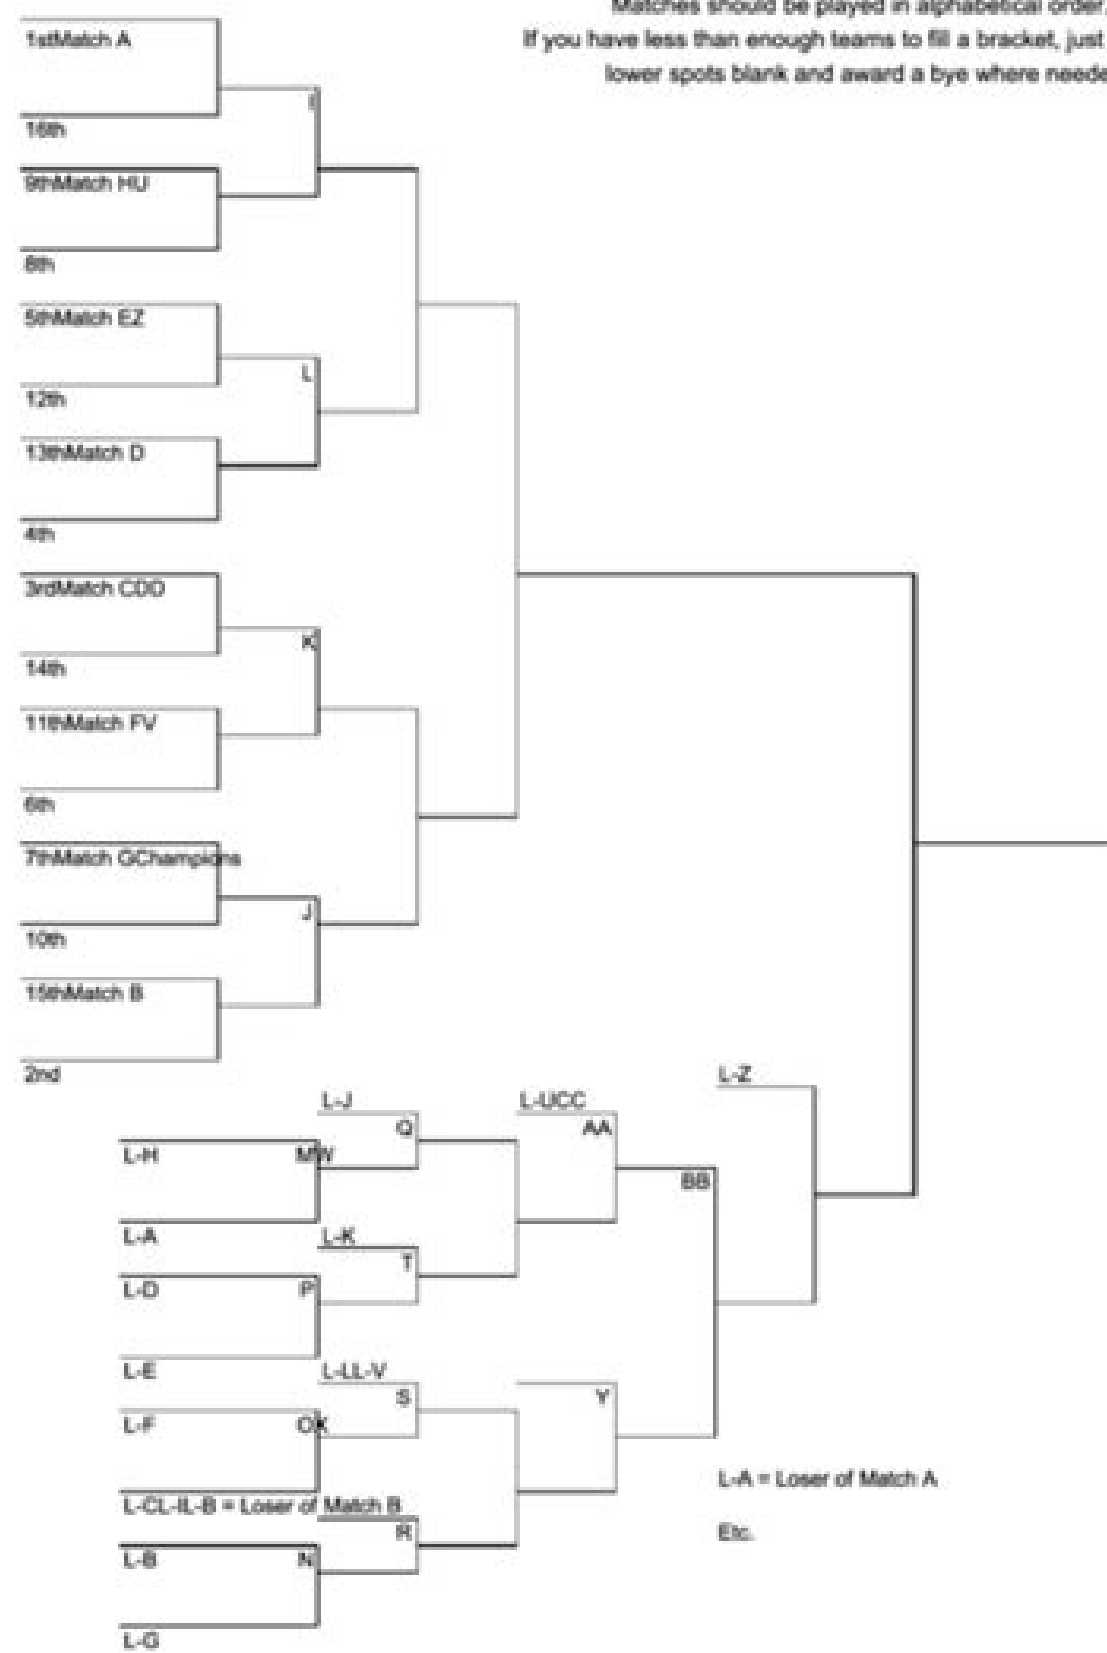 Matches should be played in alphabetical order,
If you have less than enough teams to fill a bracket, just
lower spots blank and award a bye where neede
1stMatch A
I
16th
9thMatch HU
8th
5thMatch EZ
L
12th
13thMatch D
4th
3rdMatch CDD
K
14th
11thMatch FV
6th
7thMatch GChampions
J
10th
15thMatch B
2nd
L-Z
L-J
L-UCC
Q
AA
L-H
MW
BB
L-A
L-K
T
L-D
P
L-E
L-LL-V
S
Y
L-F
OX
L-A = Loser of Match A
L-CL-IL-B = Loser of Match B
R
Etc.
L-B
N
L-G